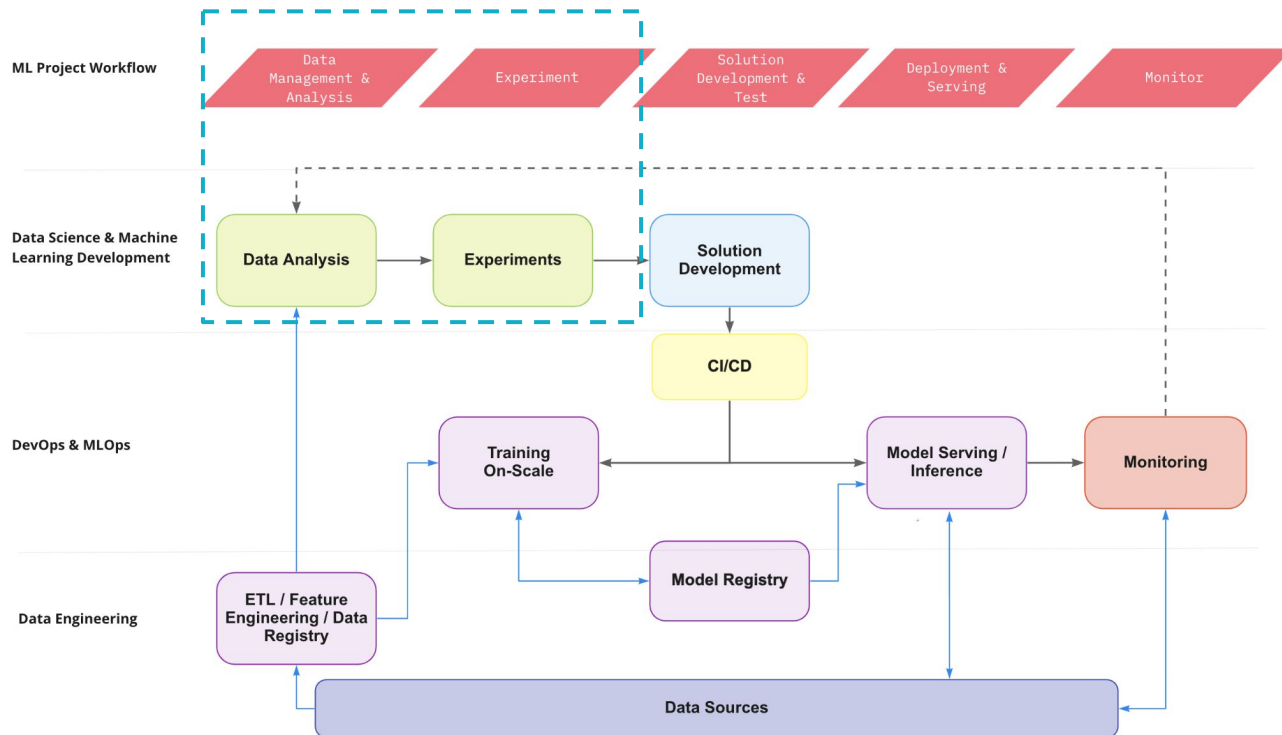 ML Project Workflow
Data
Management &
Analysis
Experiment
Solution
Development &
Test
Deployment &
Serving
Monitor
Data Science & Machine
Learning Development
Data Analysis
Experiments
Solution
Development
CI/CD
DevOps & MLOps
Training
On-Scale
Model Serving /
Inference
Monitoring
Model Registry
Data Engineering
ETL / Feature
Engineering / Data
Registry
Data Sources